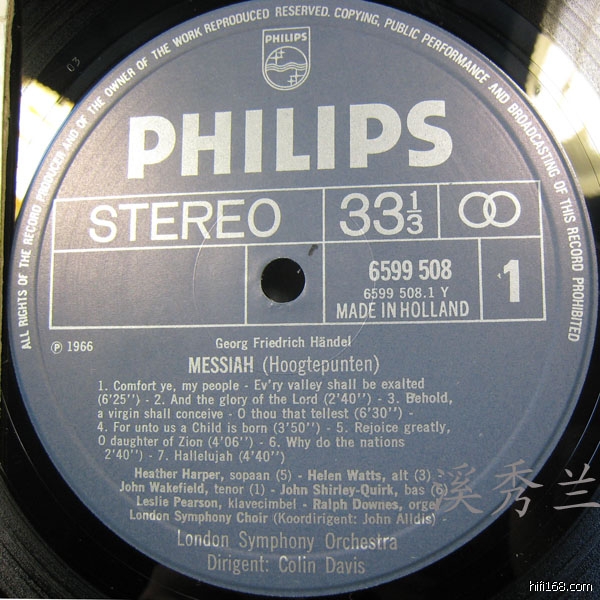 ALL RIGHTS OF THE RECORD PRODUCER AND OF THE OWNER OF THE WORK REPRODUCED RESERVED. COPYING, PUBLIC PERFORMANCE AND BROADCASTING OF THIS RECORD PROHIBITED
PHILIPS
PHILIPS
STEREO
33 1/3
6599 508
6599 508.1 Y
MADE IN HOLLAND
1
Georg Friedrich Händel
℗ 1966
MESSIAH (Hoogtepunten)
1. Comfort ye, my people - Ev'ry valley shall be exalted
(6'25'') - 2. And the glory of the Lord (2'40'') - 3. Behold,
a virgin shall conceive - O thou that tellest (6'30'') -
4. For unto us a Child is born (3'50'') - 5. Rejoice greatly,
O daughter of Zion (4'06'') - 6. Why do the nations
2'40'') - 7. Hallelujah (4'40'')
Heather Harper, sopaan (5) - Helen Watts, alt (3) -
John Wakefield, tenor (1) - John Shirley-Quirk, bas (6)
Leslie Pearson, klavecimbel - Ralph Downes, orgel
London Symphony Choir (Koordirigent: John Alldis) -
London Symphony Orchestra
Dirigent: Colin Davis
溪秀兰
hifi168.com